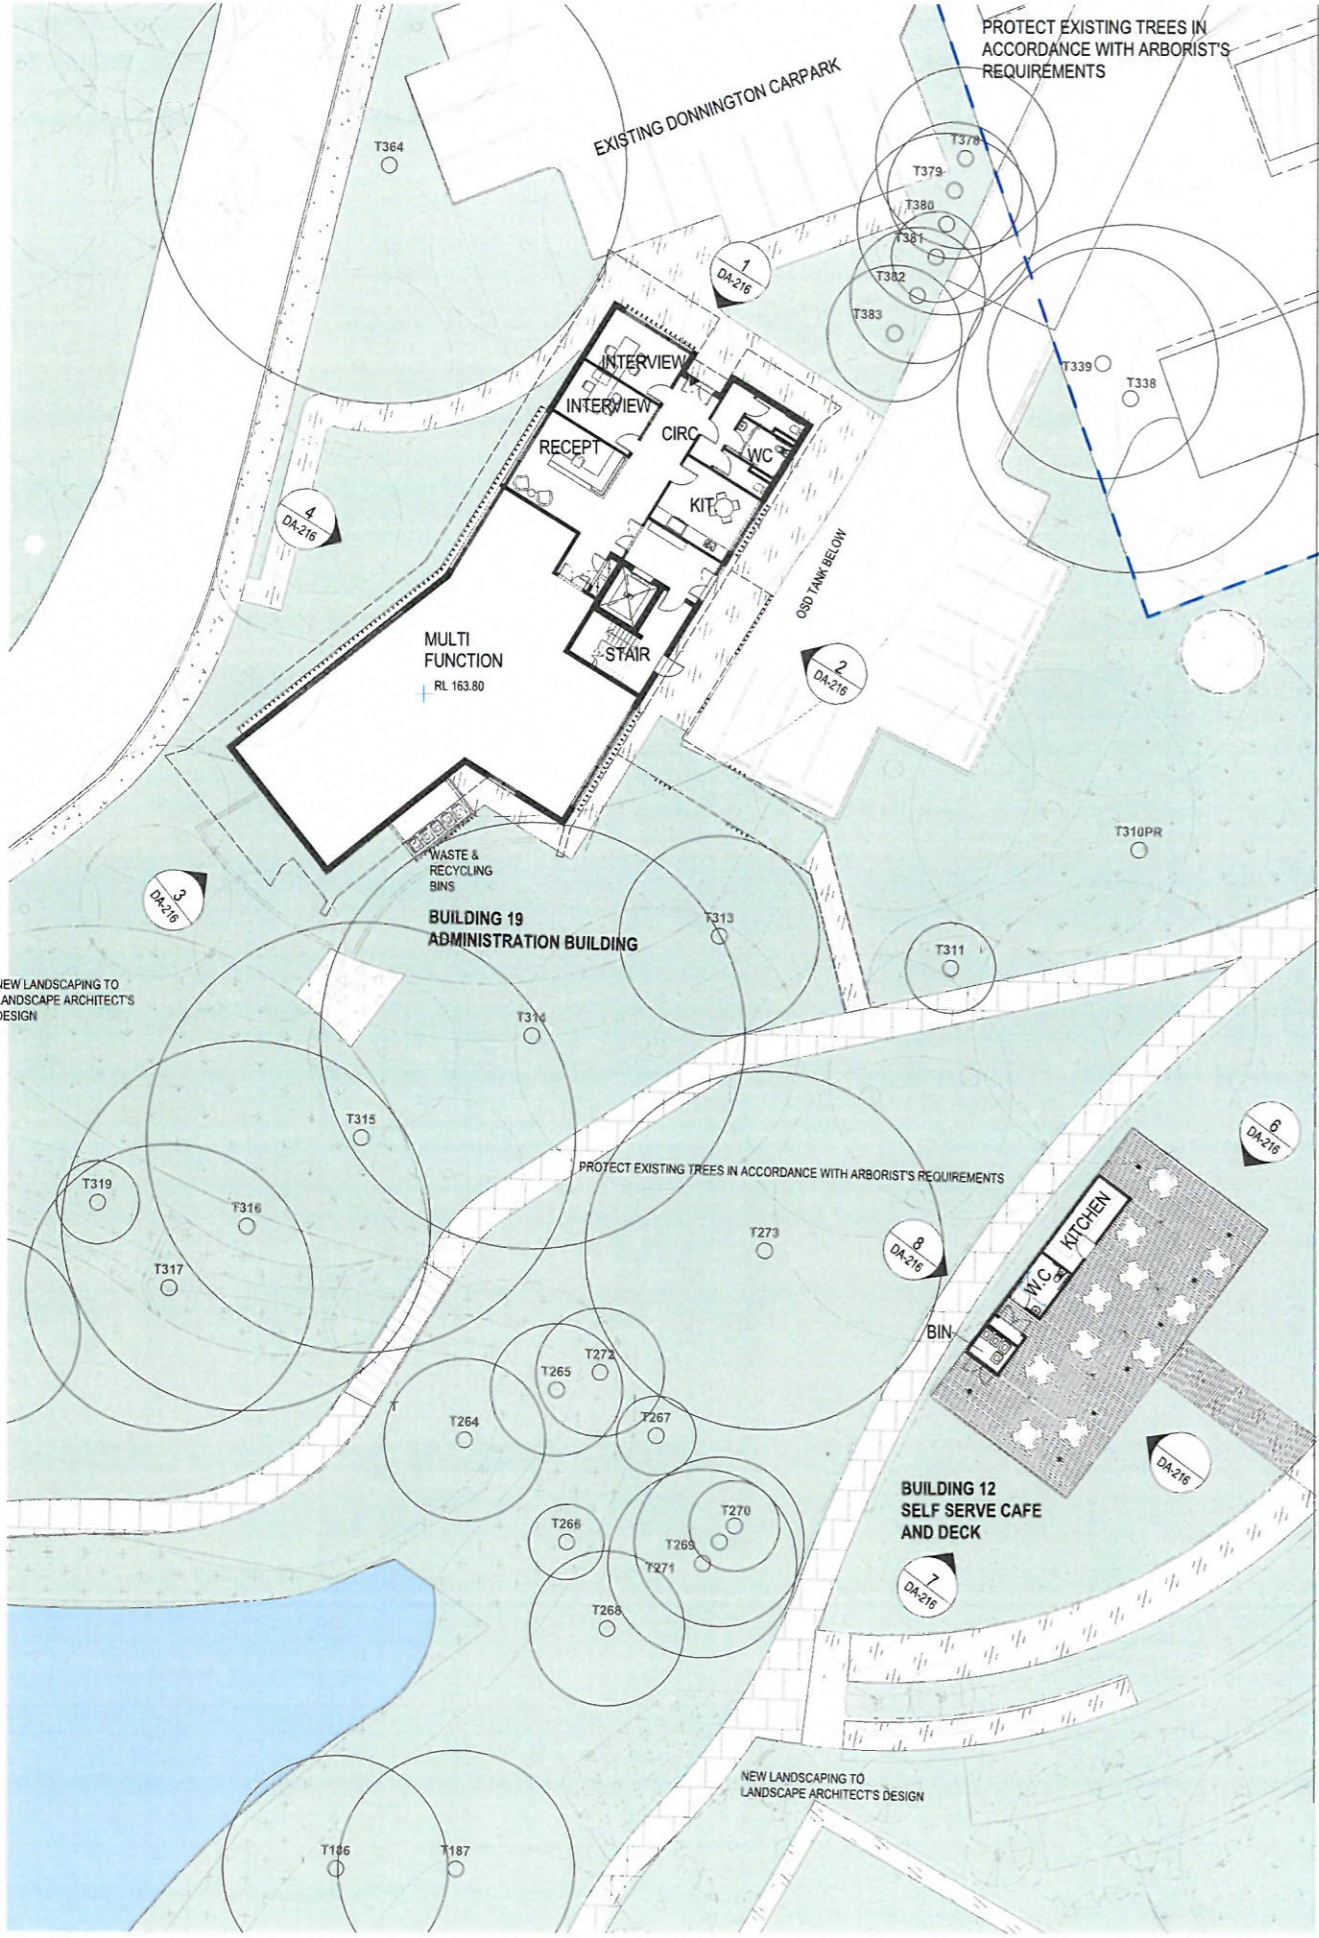 PROTECT EXISTING TREES IN
ACCORDANCE WITH ARBORIST'S
REQUIREMENTS
EXISTING DONNINGTON CARPARK
T364
T378
T379
T380
T381
T382
T383
1
DA-216
T339
T338
INTERVIEW
INTERVIEW
RECEPT
CIRC
WC
KIT.
4
DA-216
OSD TANK BELOW
MULTI
FUNCTION
RL 163.80
STAIR
2
DA-216
T310PR
WASTE &
RECYCLING
BINS
3
DA-216
BUILDING 19
ADMINISTRATION BUILDING
T313
T311
NEW LANDSCAPING TO
LANDSCAPE ARCHITECT'S
DESIGN
T314
T315
6
DA-216
PROTECT EXISTING TREES IN ACCORDANCE WITH ARBORIST'S REQUIREMENTS
T319
T316
T273
8
DA-216
KITCHEN
W.C.
T317
BIN
T272
T265
T
T264
T267
DA-216
BUILDING 12
SELF SERVE CAFE
AND DECK
T270
T266
T269
T271
7
DA-216
T268
NEW LANDSCAPING TO
LANDSCAPE ARCHITECT'S DESIGN
T186
T187